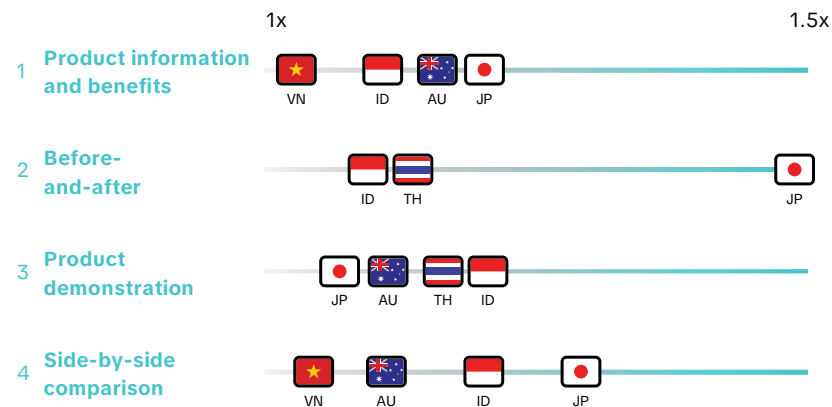 1x 1.5x
1 Product information
and benefits
VN ID AU JP
2 Before-
and-after
ID TH JP
3 Product
demonstration
JP AU TH ID
4 Side-by-side
comparison
VN AU ID JP